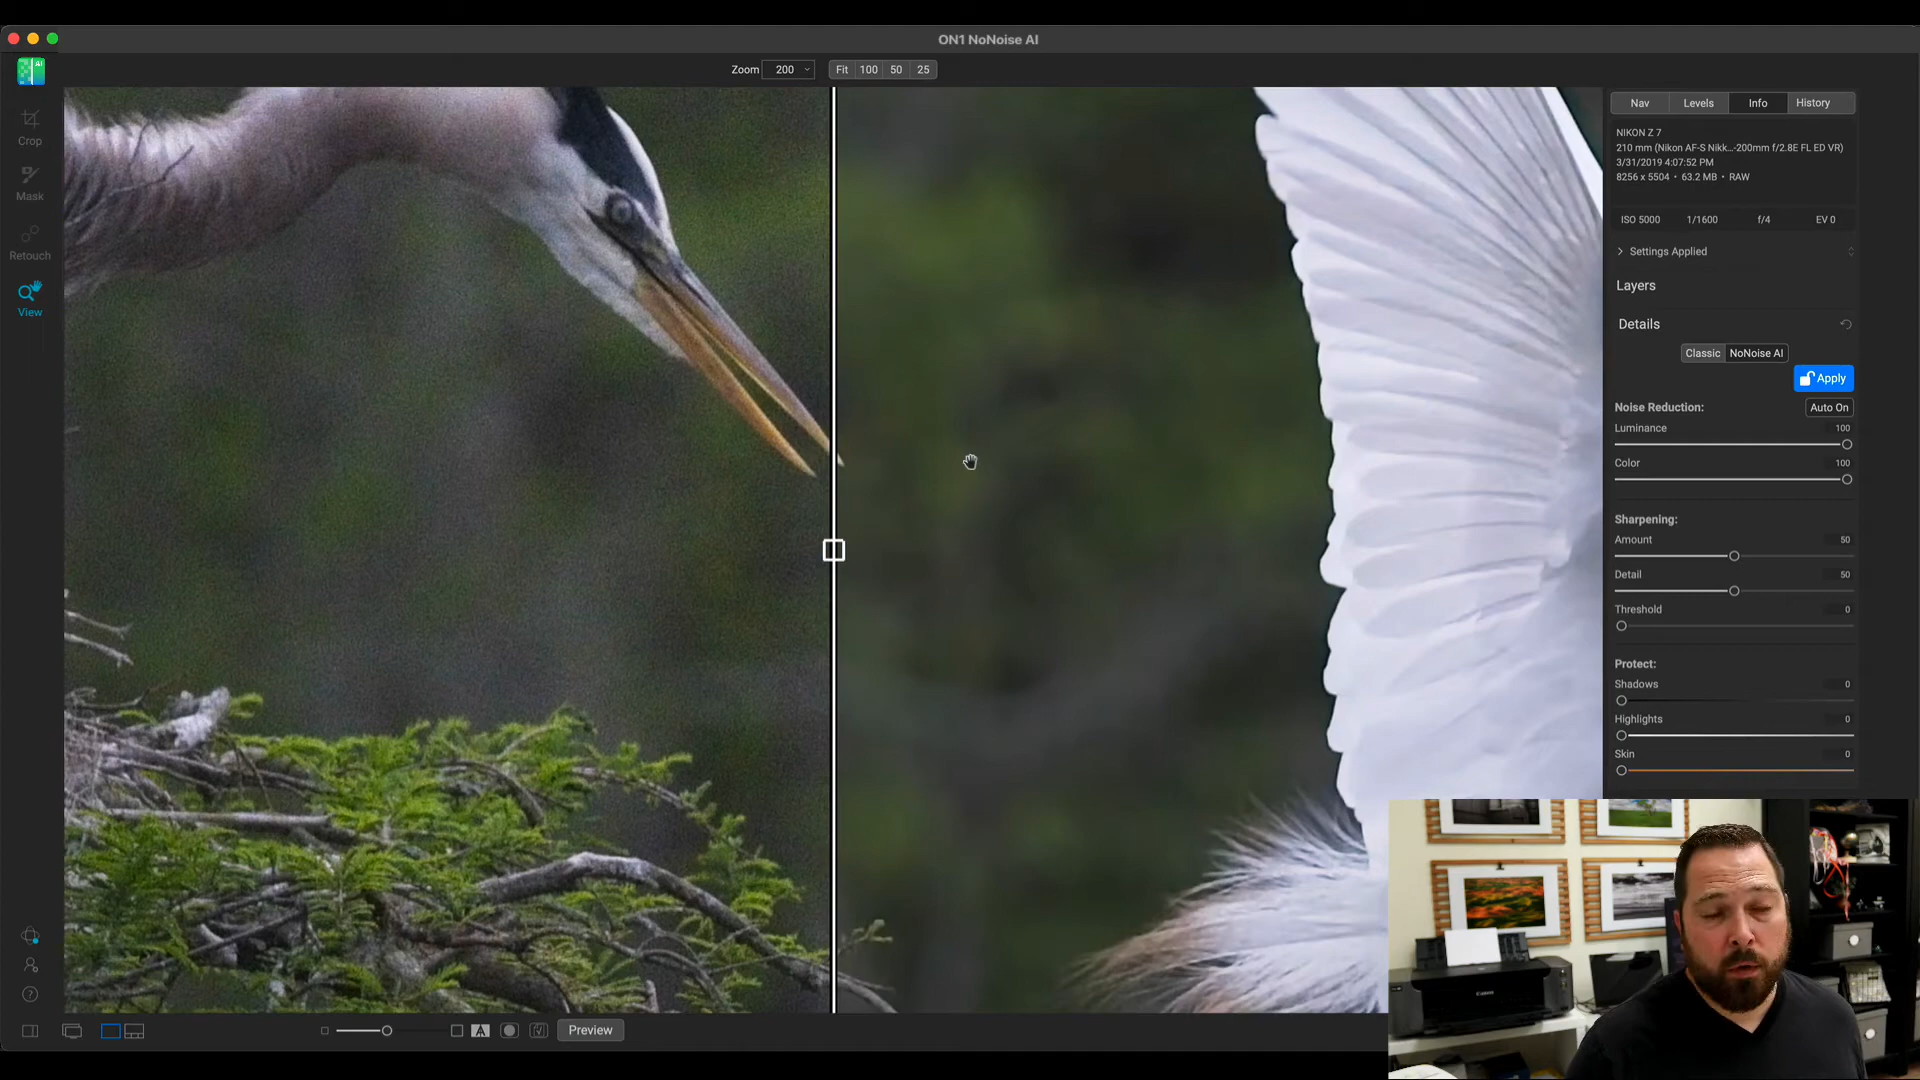 ON1 NoNoise AI
AI
Zoom 200 Fit 100 50 25
Crop
Mask
Retouch
View
Nav Levels Info History
NIKON Z 7
210 mm (Nikon AF-S Nikk...-200mm f/2.8E FL ED VR)
3/31/2019 4:07:52 PM
8256 x 5504 • 63.2 MB • RAW
ISO 5000 1/1600 f/4 EV 0
Settings Applied
Layers
Details
Classic NoNoise AI
Apply
Noise Reduction: Auto On
Luminance 100
Color 100
Sharpening:
Amount 50
Detail 50
Threshold 0
Protect:
Shadows 0
Highlights 0
Skin 0
?
A
Preview
Canon